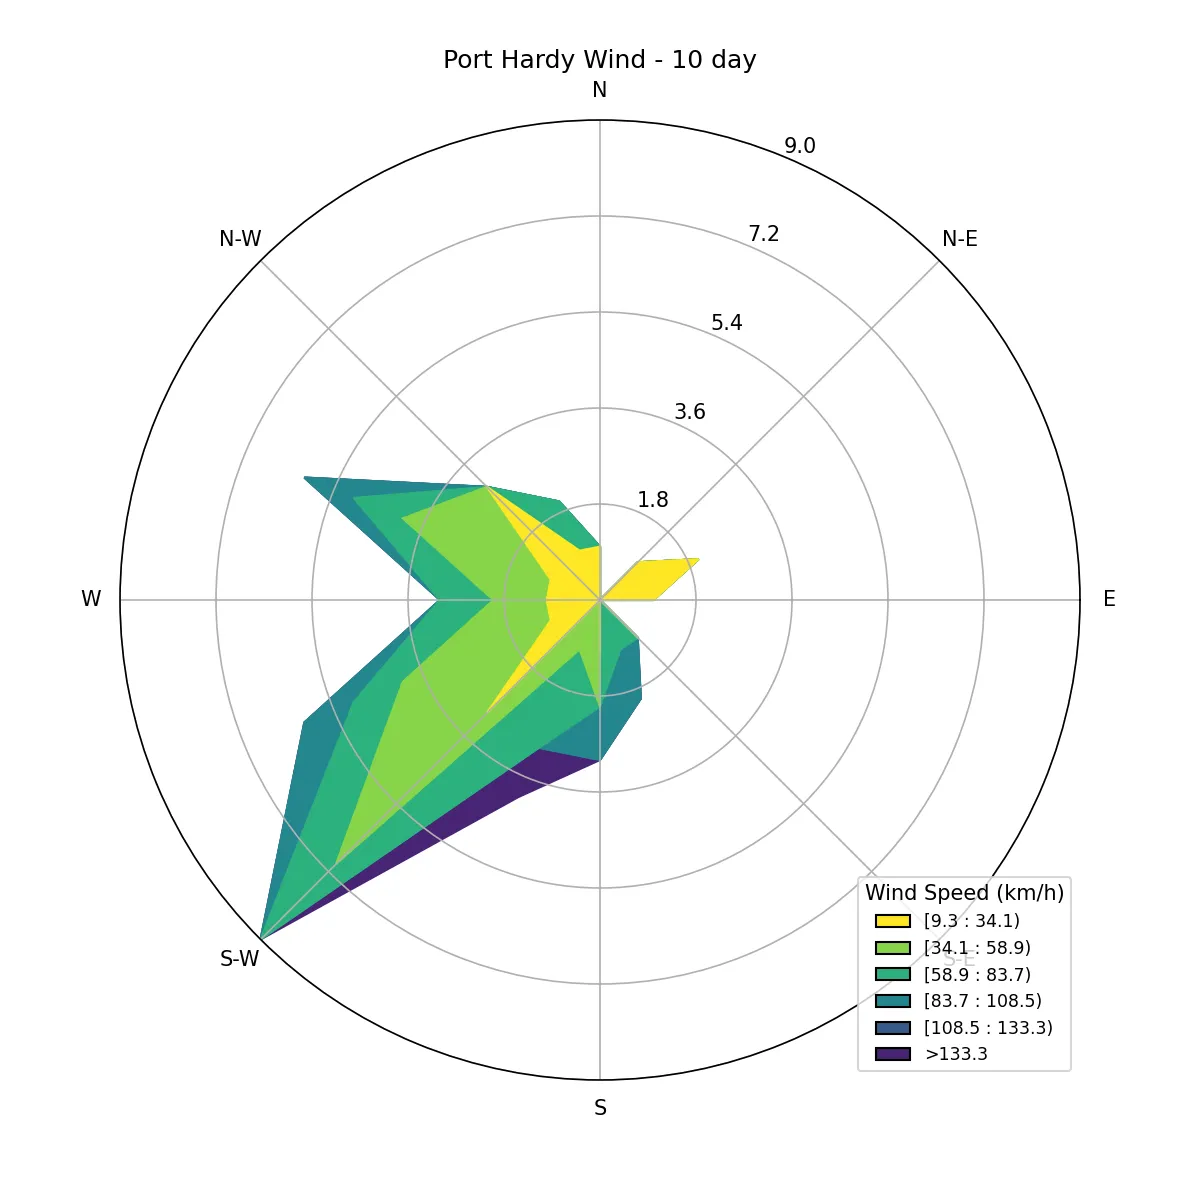 Port Hardy Wind - 10 day
N
9.0
N-W
7.2
N-E
5.4
3.6
1.8
W
E
Wind Speed (km/h)
[9.3 : 34.1)
[34.1 : 58.9)
[58.9 : 83.7)
[83.7 : 108.5)
[108.5 : 133.3)
>133.3
S-W
S-E
S